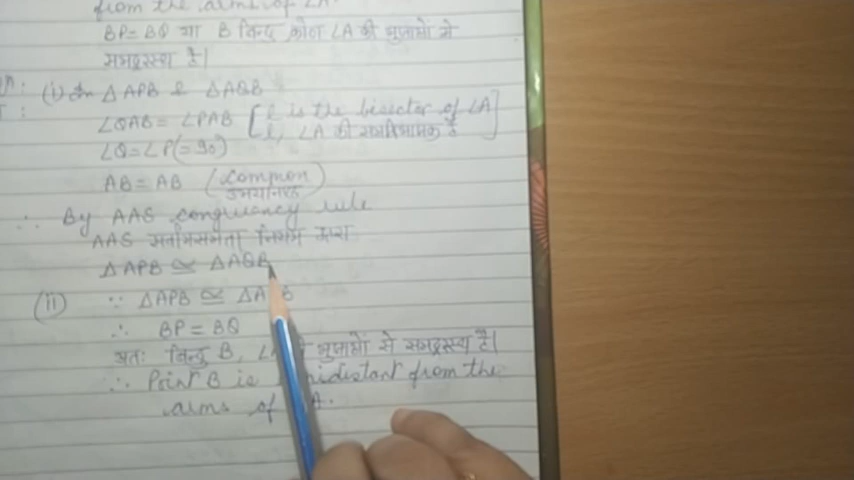 from the arms of ∠A.
BP = BQ या B बिन्दु कोण ∠A की भुजाओं से
समदूरस्थ है।
: (i) In △APB & △AQB
: ∠QAB = ∠PAB [l is the bisector of ∠A
l, ∠A की समद्विभाजक है]
∠Q = ∠P (= 90)
AB = AB (common)
उभयनिष्ठ
∴ By AAS congruency rule
AAS सर्वांगसमता नियम द्वारा
△APB ≅ △AQB
(ii) ∵ △APB ≅ △A B
∴ BP = BQ
अतः बिन्दु B, ∠ भुजाओं से समदूरस्थ है।
∴ Point B is idistant from the
arms of A.